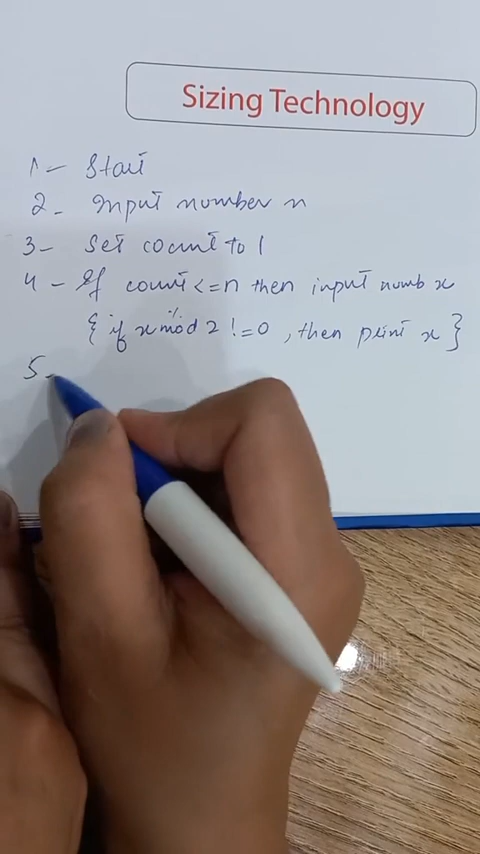 Sizing Technology
1 - Start
2 - Input number n
3 - Set count to 1
4 - If count <= n then input numb x
{ if x mod % 2 != 0 , then print x }
5 -